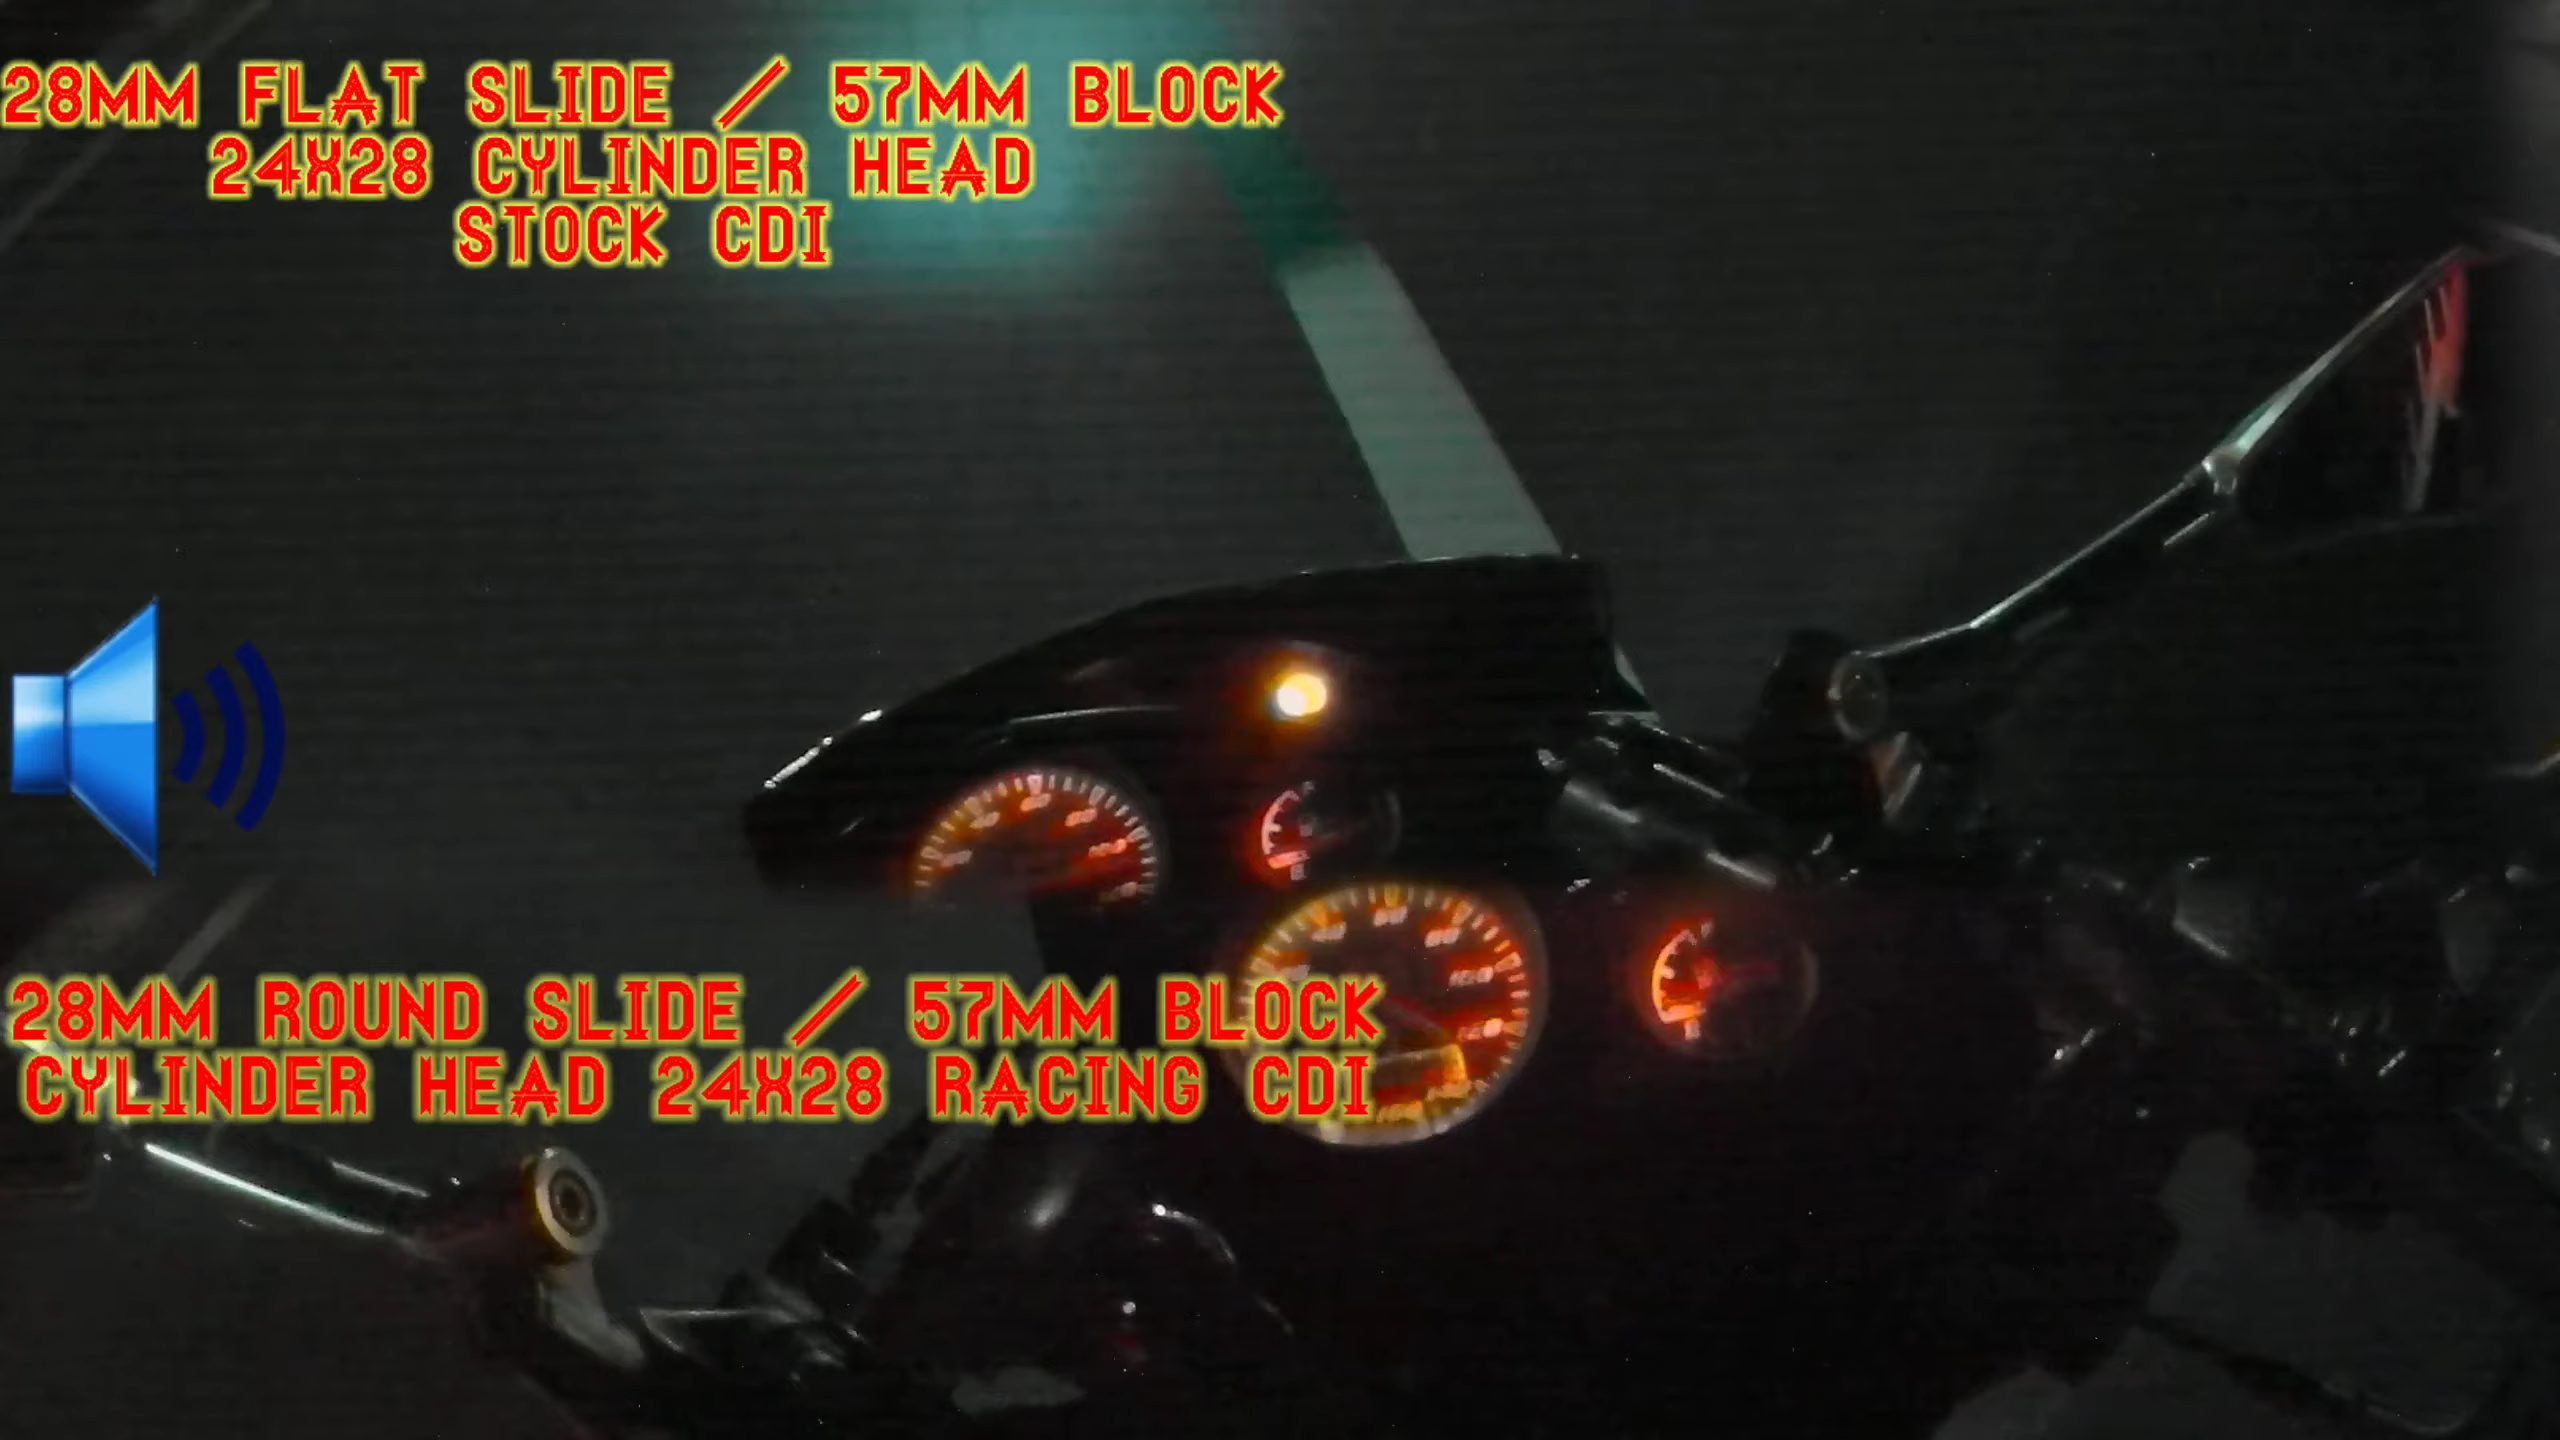 28MM FLAT SLIDE / 57MM BLOCK
24X28 CYLINDER HEAD
STOCK CDI
28MM ROUND SLIDE / 57MM BLOCK
CYLINDER HEAD 24X28 RACING CDI